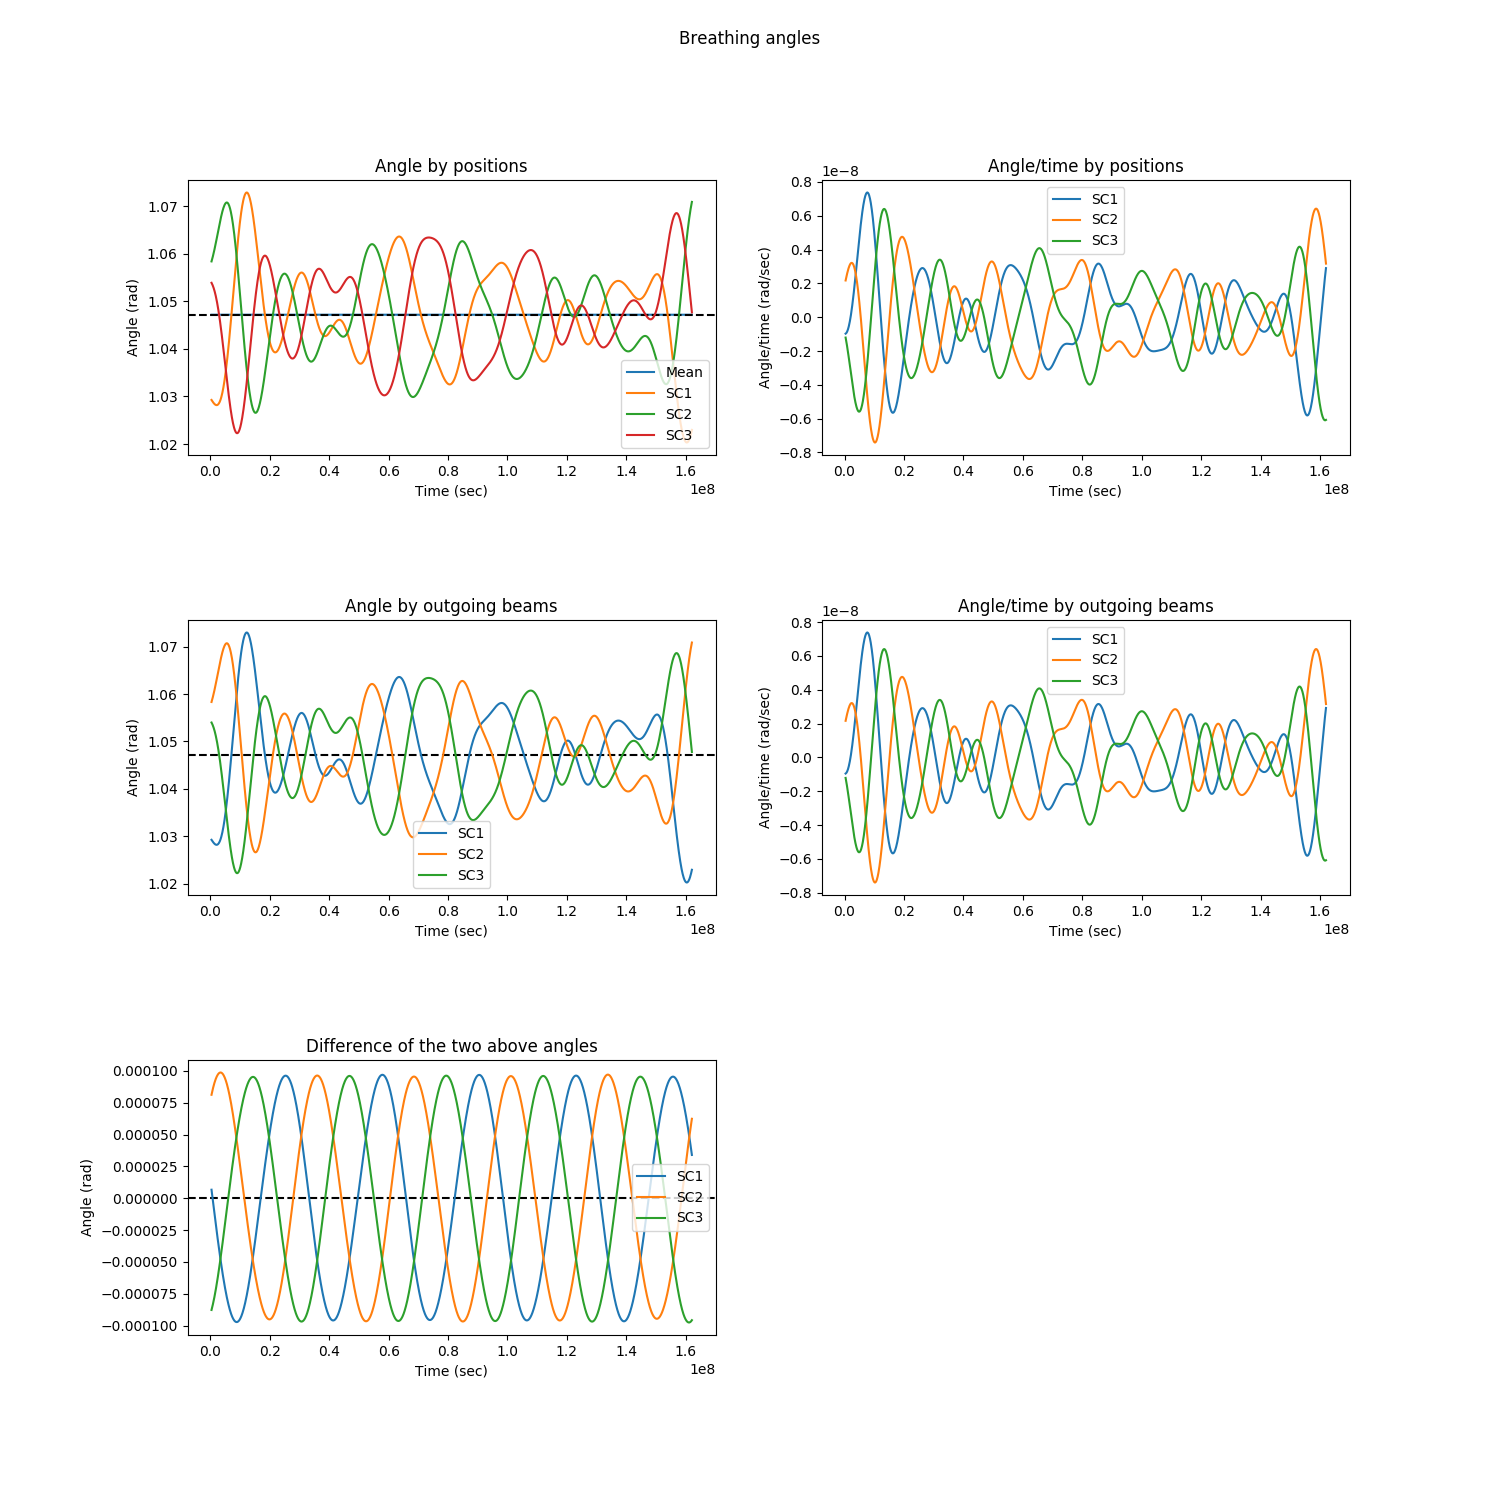 Breathing angles
Angle by positions
Angle (rad)
1.07
1.06
1.05
1.04
1.03
1.02
Mean
SC1
SC2
SC3
0.0 0.2 0.4 0.6 0.8 1.0 1.2 1.4 1.6
1e8
Time (sec)
Angle/time by positions
1e−8
Angle/time (rad/sec)
0.8
0.6
0.4
0.2
0.0
−0.2
−0.4
−0.6
−0.8
SC1
SC2
SC3
0.0 0.2 0.4 0.6 0.8 1.0 1.2 1.4 1.6
1e8
Time (sec)
Angle by outgoing beams
Angle (rad)
1.07
1.06
1.05
1.04
1.03
1.02
SC1
SC2
SC3
0.0 0.2 0.4 0.6 0.8 1.0 1.2 1.4 1.6
1e8
Time (sec)
Angle/time by outgoing beams
1e−8
Angle/time (rad/sec)
0.8
0.6
0.4
0.2
0.0
−0.2
−0.4
−0.6
−0.8
SC1
SC2
SC3
0.0 0.2 0.4 0.6 0.8 1.0 1.2 1.4 1.6
1e8
Time (sec)
Difference of the two above angles
Angle (rad)
0.000100
0.000075
0.000050
0.000025
0.000000
−0.000025
−0.000050
−0.000075
−0.000100
SC1
SC2
SC3
0.0 0.2 0.4 0.6 0.8 1.0 1.2 1.4 1.6
1e8
Time (sec)